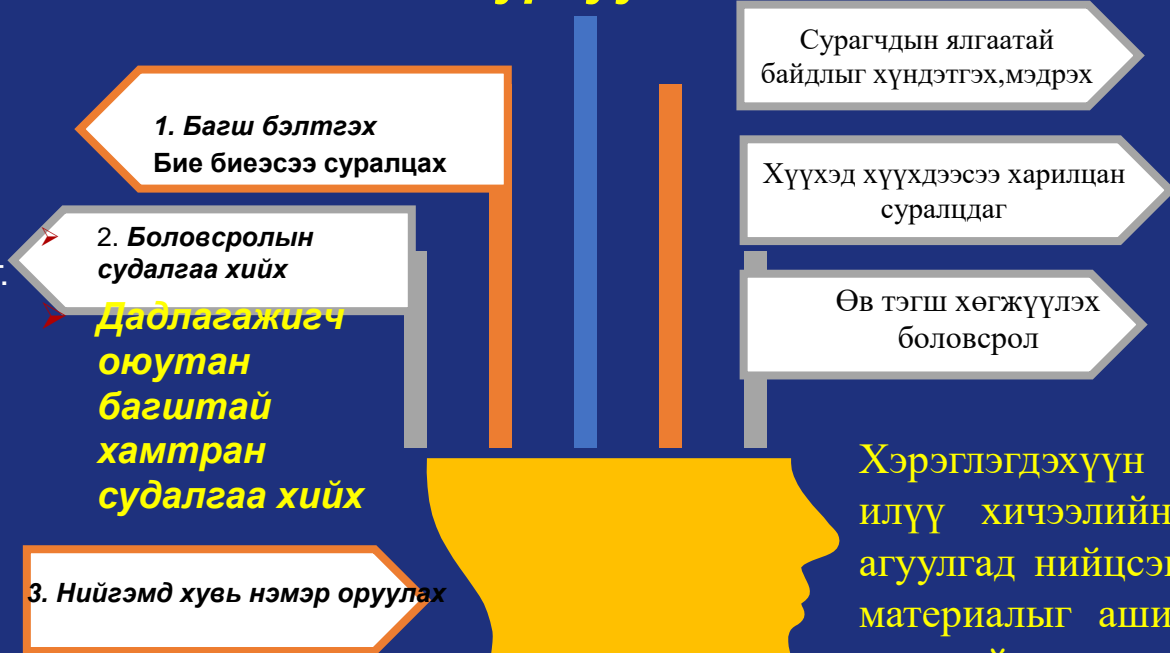 1. Багш бэлтгэх
Бие биеэсээ суралцах
2. Боловсролын
судалгаа хийх
Дадлагажигч
оюутан
багштай
хамтран
судалгаа хийх
3. Нийгэмд хувь нэмэр оруулах
Сурагчдын ялгаатай
байдлыг хүндэтгэх,мэдрэх
Хүүхэд хүүхдээсээ харилцан
суралцдаг
Өв тэгш хөгжүүлэх
боловсрол
Хэрэглэгдэхүүн
илүү хичээлийн
агуулгад
материалыг